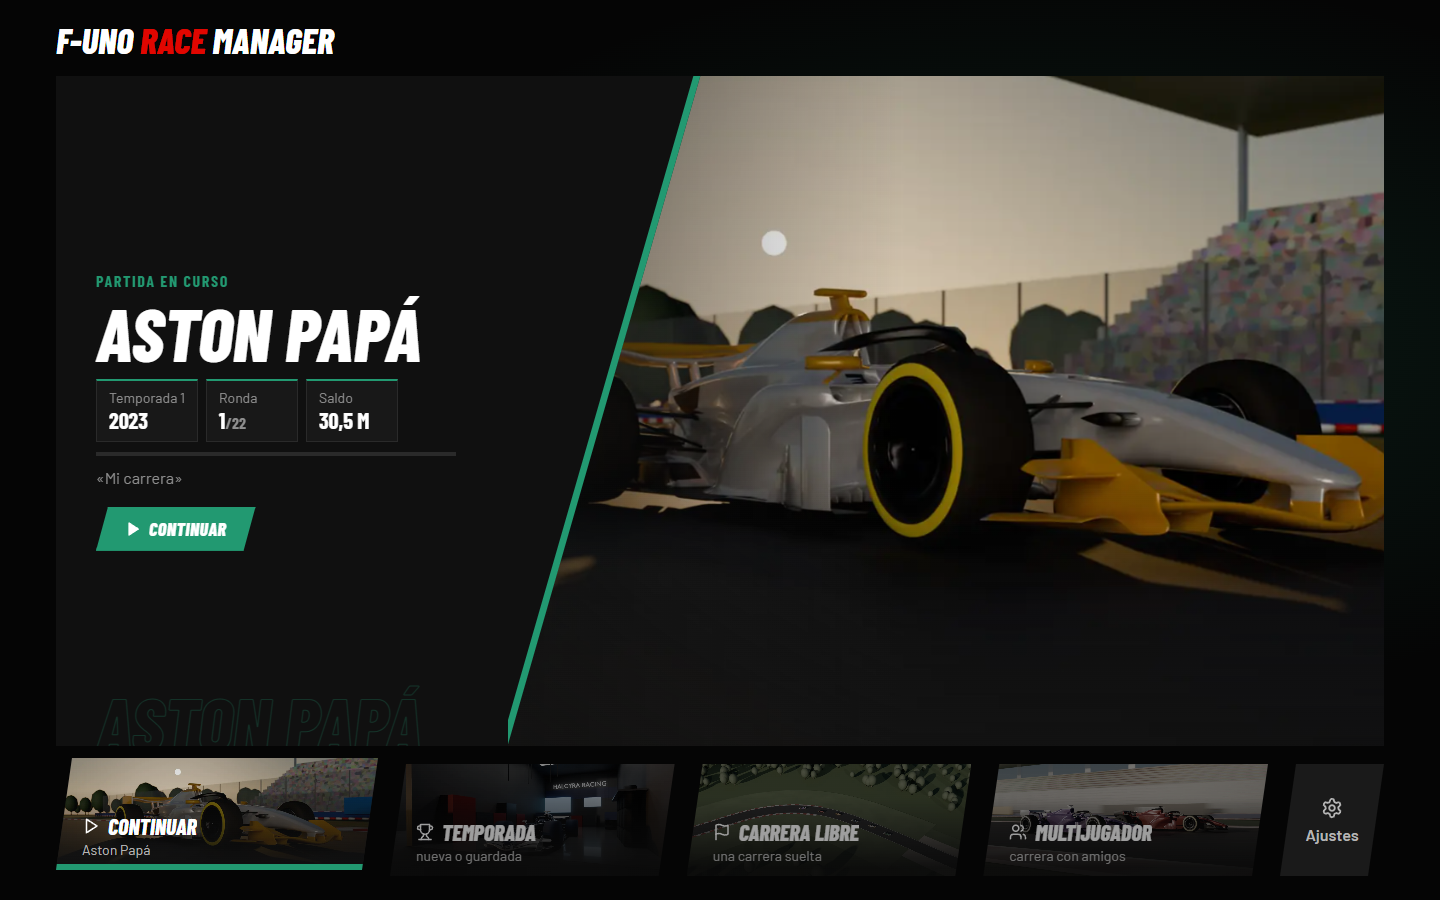 F-UNO RACE MANAGER
PARTIDA EN CURSO
ASTON PAPÁ
Temporada 1
2023
Ronda
1/22
Saldo
30,5 M
«Mi carrera»
CONTINUAR
ASTON PAPÁ
CONTINUAR
Aston Papá
HALCYRA RACING
TEMPORADA
nueva o guardada
CARRERA LIBRE
una carrera suelta
MULTIJUGADOR
carrera con amigos
Ajustes